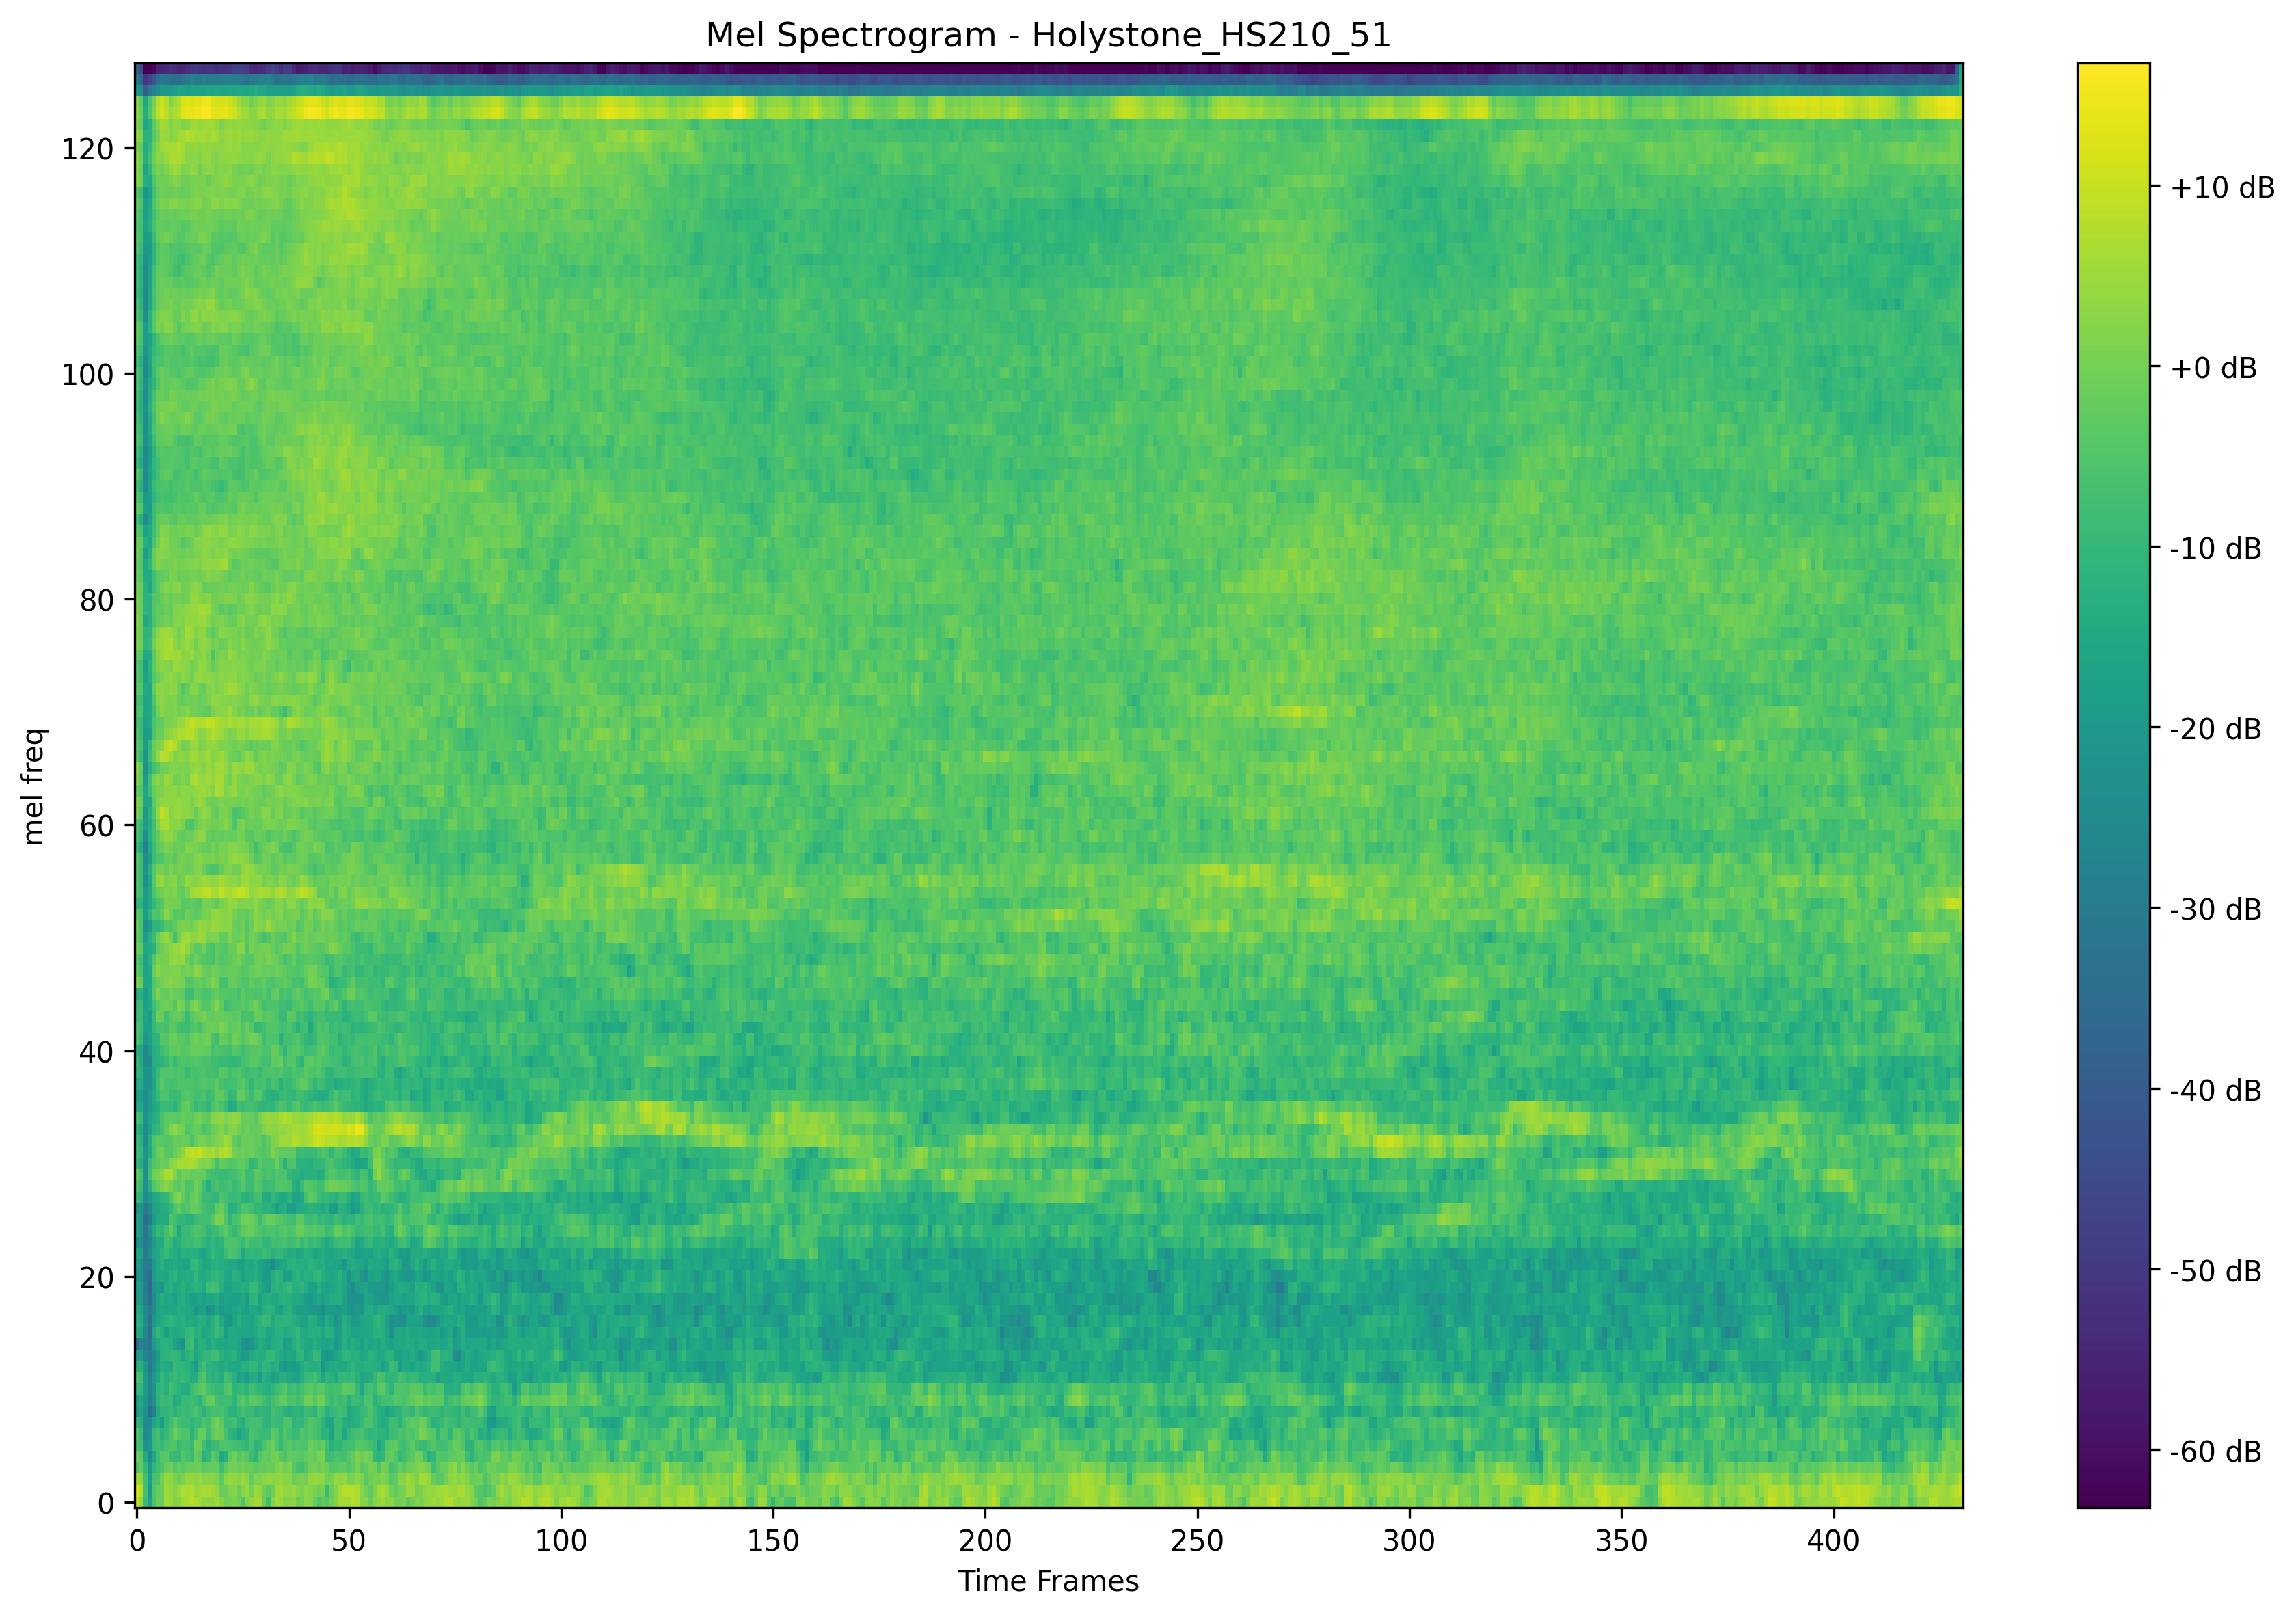 Mel Spectrogram - Holystone_HS210_51
mel freq
120
100
80
60
40
20
0
0 50 100 150 200 250 300 350 400
Time Frames
+10 dB
+0 dB
-10 dB
-20 dB
-30 dB
-40 dB
-50 dB
-60 dB